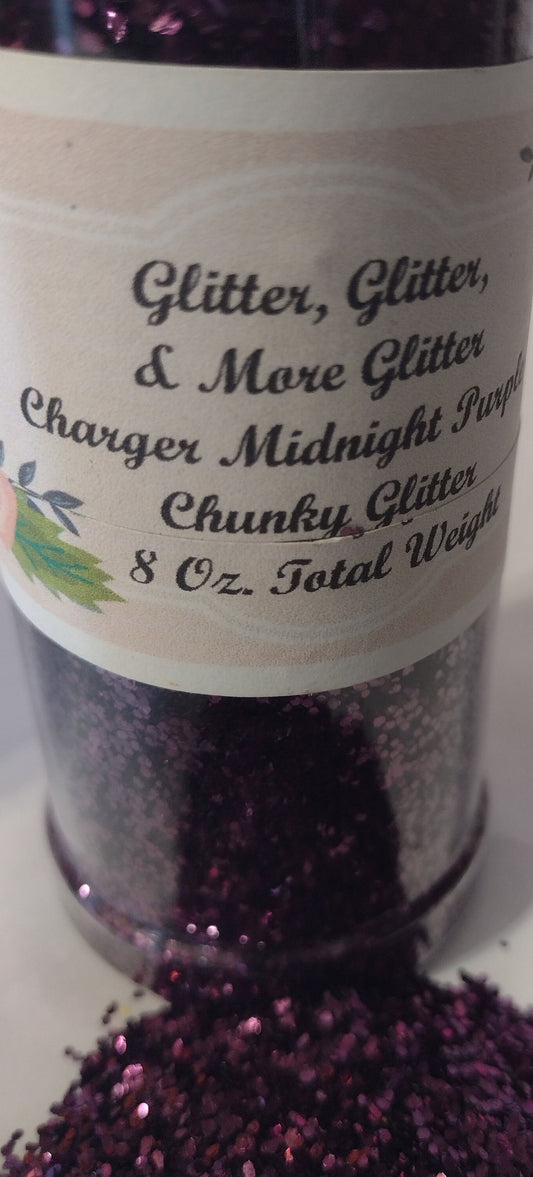 Glitter, Glitter,
& More Glitter
Charger Midnight Purple
Chunky Glitter
8 Oz. Total Weight